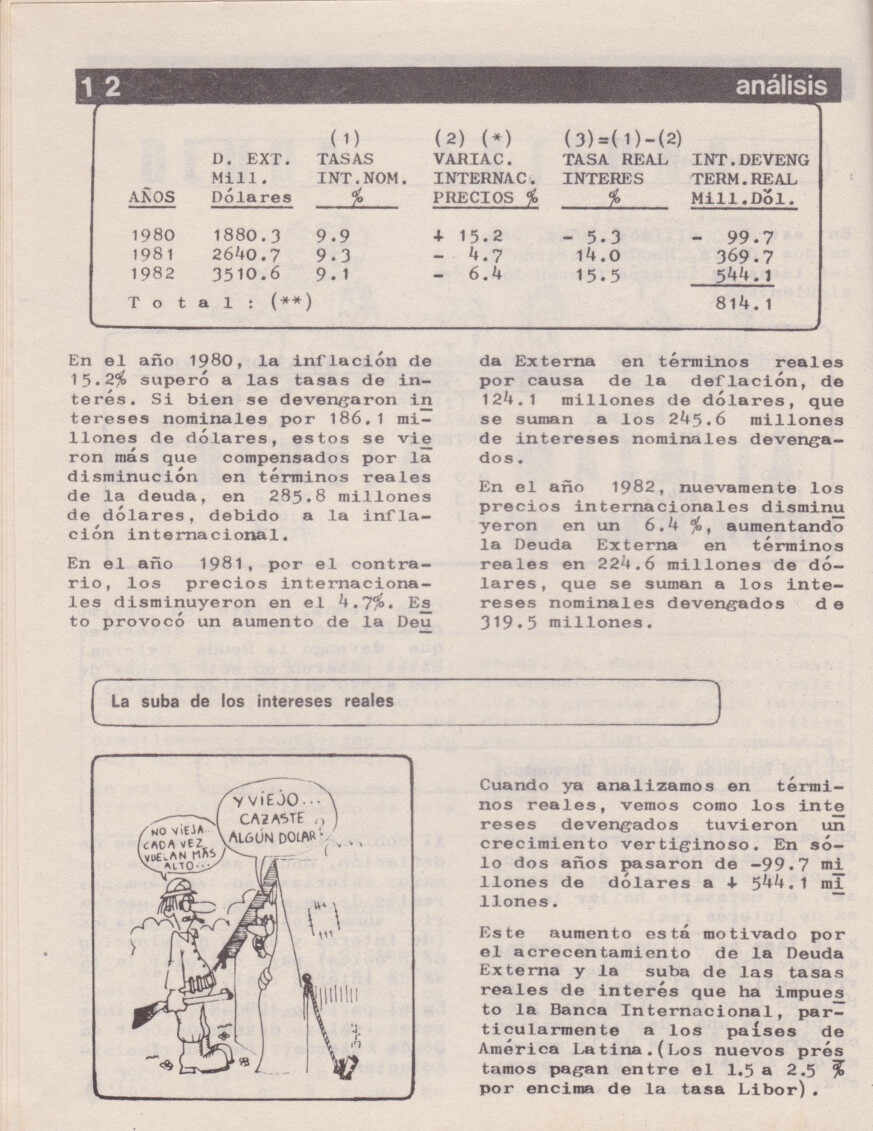 12 análisis
(1) (2) (*) (3)=(1)-(2)
D. EXT. TASAS VARIAC. TASA REAL INT.DEVENG
Mill. INT.NOM. INTERNAC. INTERES TERM.REAL
AÑOS Dólares % PRECIOS % % Mill.Dol.
1980 1880.3 9.9 + 15.2 - 5.3 - 99.7
1981 2640.7 9.3 - 4.7 14.0 369.7
1982 3510.6 9.1 - 6.4 15.5 544.1
Total: (**) 814.1
En el año 1980, la inflación de
15.2% superó a las tasas de in-
terés. Si bien se devengaron in
tereses nominales por 186.1 mi-
llones de dólares, estos se vie
ron más que compensados por la
disminución en términos reales
de la deuda, en 285.8 millones
de dólares, debido a la infla-
ción internacional.
En el año 1981, por el contra-
rio, los precios internaciona-
les disminuyeron en el 4.7%. Es
to provocó un aumento de la Deu
da Externa en términos reales
por causa de la deflación, de
124.1 millones de dólares, que
se suman a los 245.6 millones
de intereses nominales devenga-
dos.
En el año 1982, nuevamente los
precios internacionales disminu
yeron en un 6.4 %, aumentando
la Deuda Externa en términos
reales en 224.6 millones de dó-
lares, que se suman a los inte-
reses nominales devengados de
319.5 millones.
La suba de los intereses reales
Y VIEJO...
CAZASTE
ALGÚN DOLAR?
NO VIEJA..
CADA VEZ
VUELAN MÁS
ALTO...
Cuando ya analizamos en térmi-
nos reales, vemos como los inte
reses devengados tuvieron un
crecimiento vertiginoso. En só-
lo dos años pasaron de -99.7 mi
llones de dólares a + 544.1 mi
llones.
Este aumento está motivado por
el acrecentamiento de la Deuda
Externa y la suba de las tasas
reales de interés que ha impues
to la Banca Internacional, par-
ticularmente a los países de
América Latina.(Los nuevos prés
tamos pagan entre el 1.5 a 2.5 %
por encima de la tasa Libor).